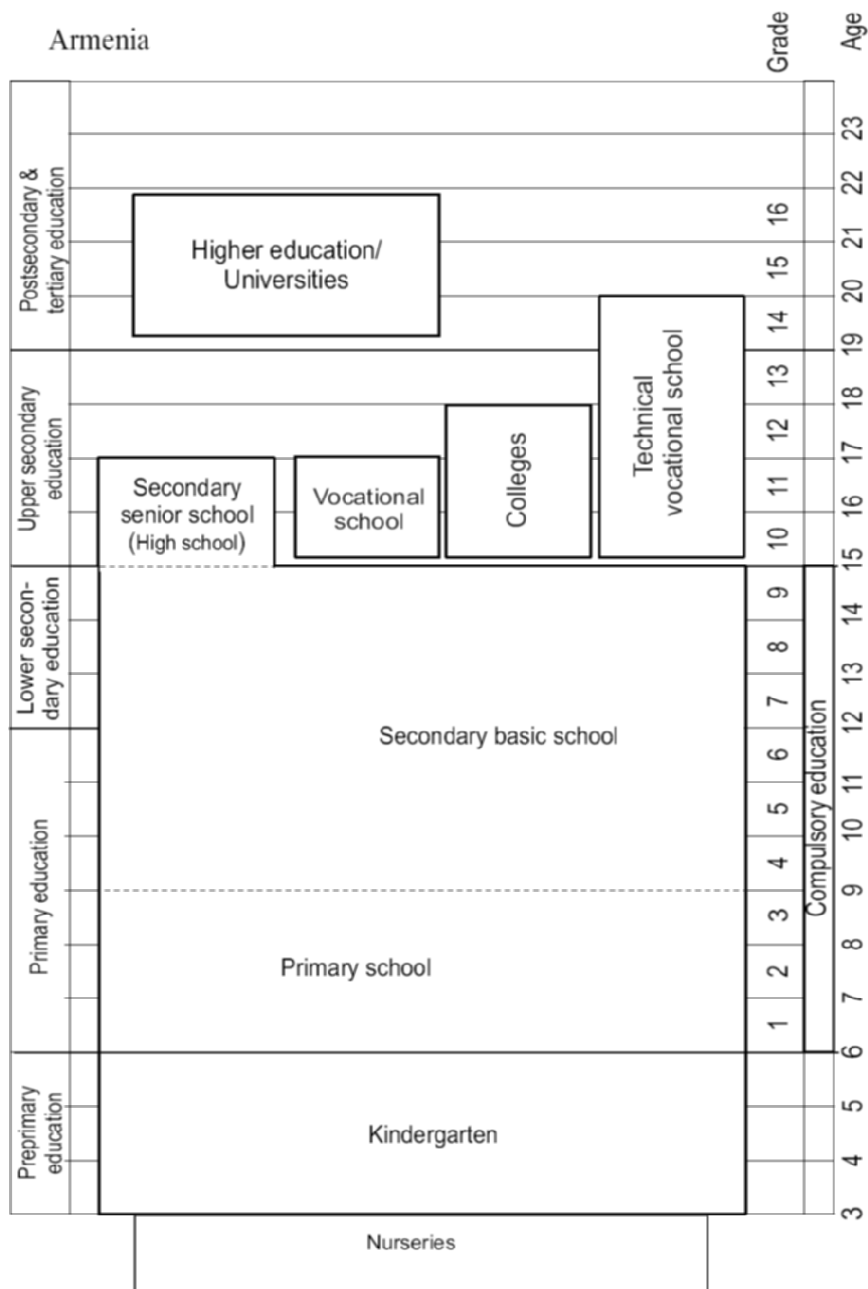 Armenia
Grade
Age
Postsecondary &
tertiary education
Higher education/
Universities
Upper secondary
education
Secondary
senior school
(High school)
Vocational
school
Colleges
Technical
vocational school
Lower secon-
dary education
Secondary basic school
Primary education
Primary school
Preprimary
education
Kindergarten
Nurseries
16
15
14
13
12
11
10
9
8
7
6
5
4
3
2
1
Compulsory education
23
22
21
20
19
18
17
16
15
14
13
12
11
10
9
8
7
6
5
4
3